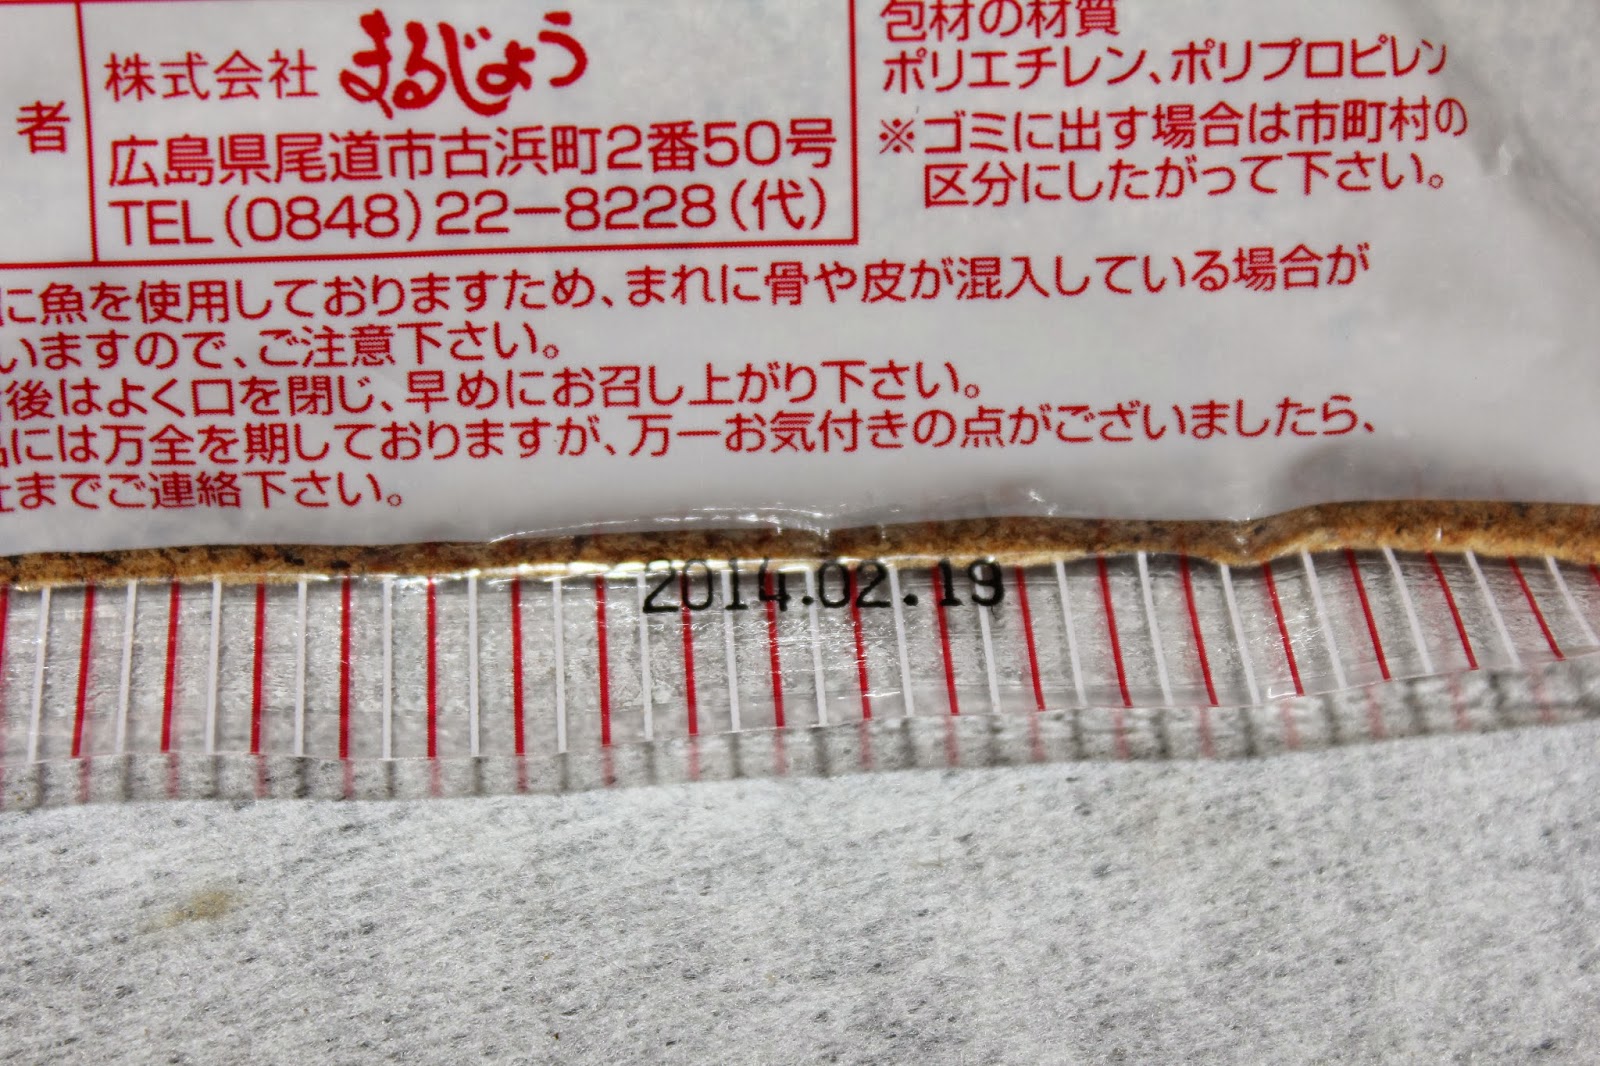 者
株式会社 まるじょう
広島県尾道市古浜町2番50号
TEL(0848)22-8228(代)
包材の材質
ポリエチレン、ポリプロピレン
※ゴミに出す場合は市町村の
区分にしたがって下さい。
に魚を使用しておりますため、まれに骨や皮が混入している場合が
いますので、ご注意下さい。
後はよく口を閉じ、早めにお召し上がり下さい。
には万全を期しておりますが、万一お気付きの点がございましたら、
までご連絡下さい。
2014.02.19